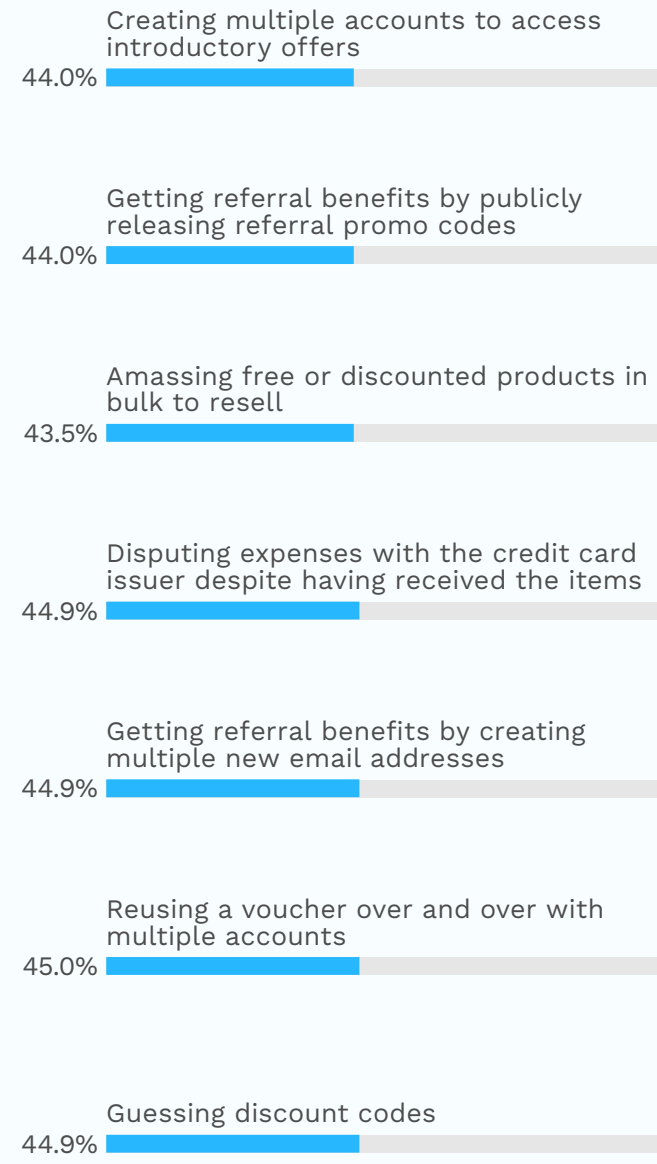 Creating multiple accounts to access
introductory offers
44.0%
Getting referral benefits by publicly
releasing referral promo codes
44.0%
Amassing free or discounted products in
bulk to resell
43.5%
Disputing expenses with the credit card
issuer despite having received the items
44.9%
Getting referral benefits by creating
multiple new email addresses
44.9%
Reusing a voucher over and over with
multiple accounts
45.0%
Guessing discount codes
44.9%